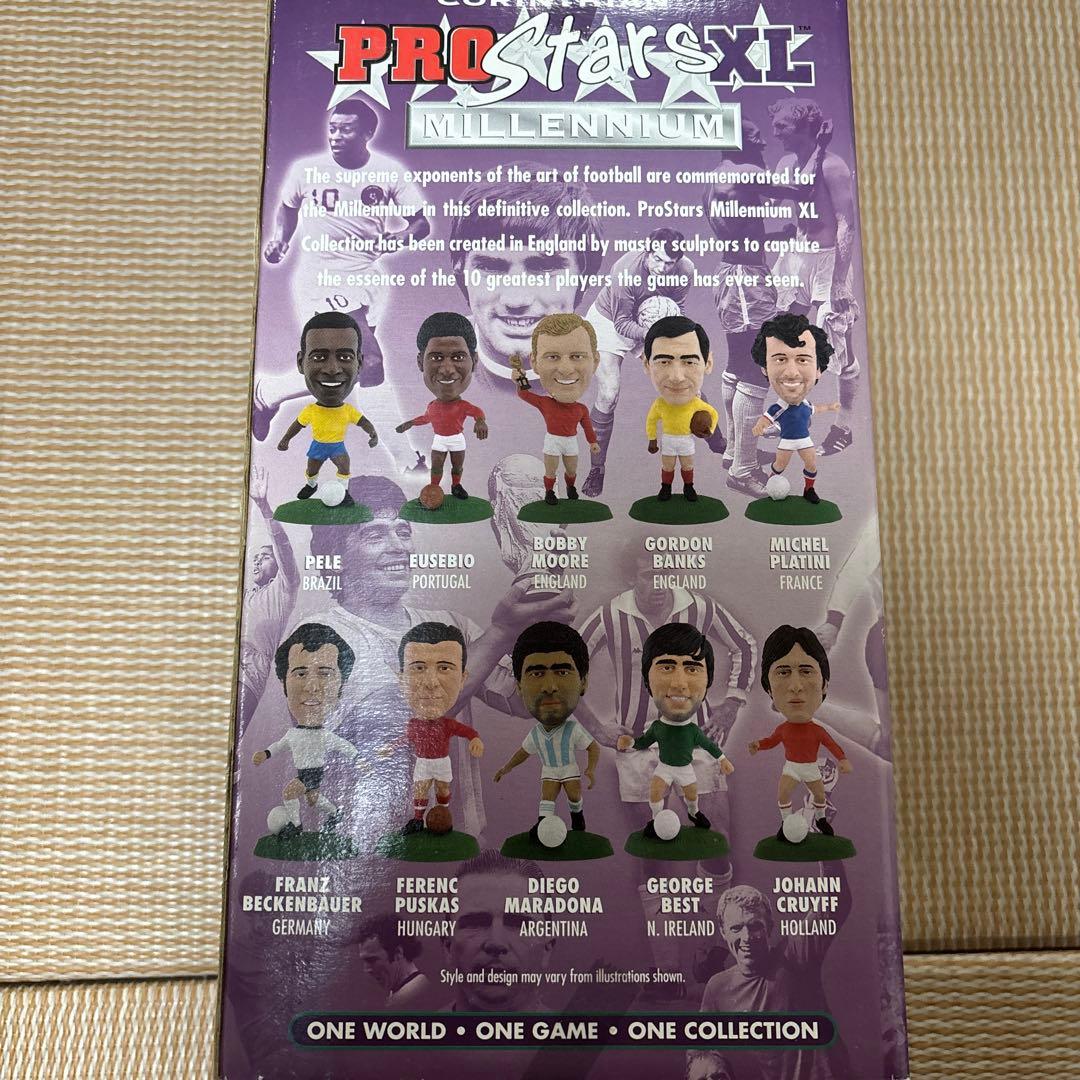 CORINTHIAN
PROStarsXL™
MILLENNIUM
The supreme exponents of the art of football are commemorated for
the Millennium in this definitive collection. ProStars Millennium XL
Collection has been created in England by master sculptors to capture
the essence of the 10 greatest players the game has ever seen.
10
10
PELE
BRAZIL
EUSEBIO
PORTUGAL
BOBBY
MOORE
ENGLAND
GORDON
BANKS
ENGLAND
MICHEL
PLATINI
FRANCE
FRANZ
BECKENBAUER
GERMANY
FERENC
PUSKAS
HUNGARY
DIEGO
MARADONA
ARGENTINA
GEORGE
BEST
N. IRELAND
JOHANN
CRUYFF
HOLLAND
Style and design may vary from illustrations shown.
ONE WORLD • ONE GAME • ONE COLLECTION